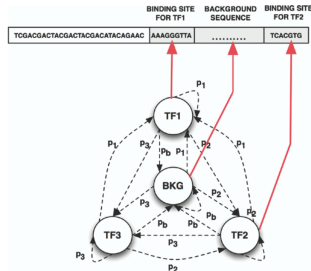 BINDING SITE
FOR TF1
BACKGROUND
SEQUENCE
BINDING SITE
FOR TF2
TCGACGACTACGACTACGACATACAGAAC
AAAGGGTTA
..........
TCACGTG
p1
TF1
p1
p3
p1
p2
p1
pb
BKG
p3
p2
pb
pb
pb
p2
TF3
p3
TF2
p3
p2